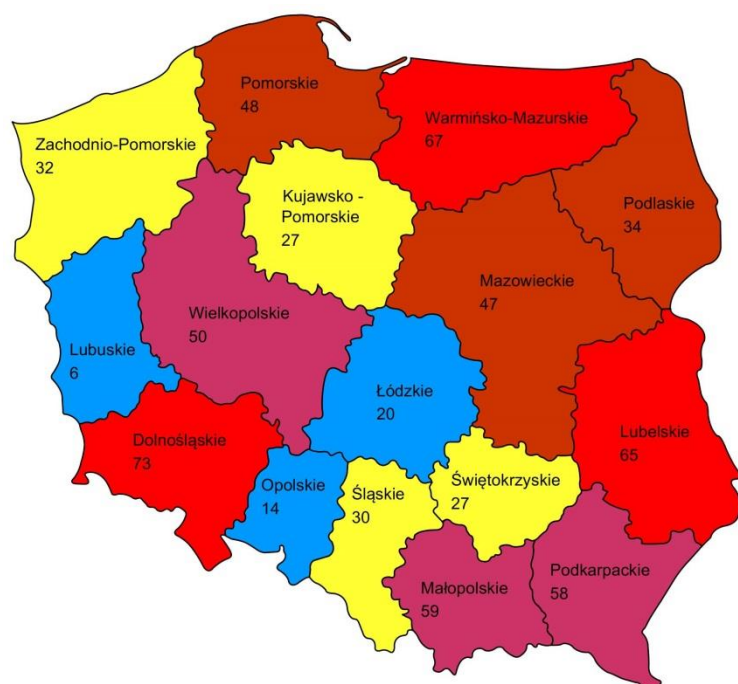 Pomorskie
48
Warmińsko-Mazurskie
67
Zachodnio-Pomorskie
32
Kujawsko -
Pomorskie
27
Podlaskie
34
Mazowieckie
47
Wielkopolskie
50
Lubuskie
6
Łódzkie
20
Dolnośląskie
73
Lubelskie
65
Opolskie
14
Śląskie
30
Świętokrzyskie
27
Małopolskie
59
Podkarpackie
58